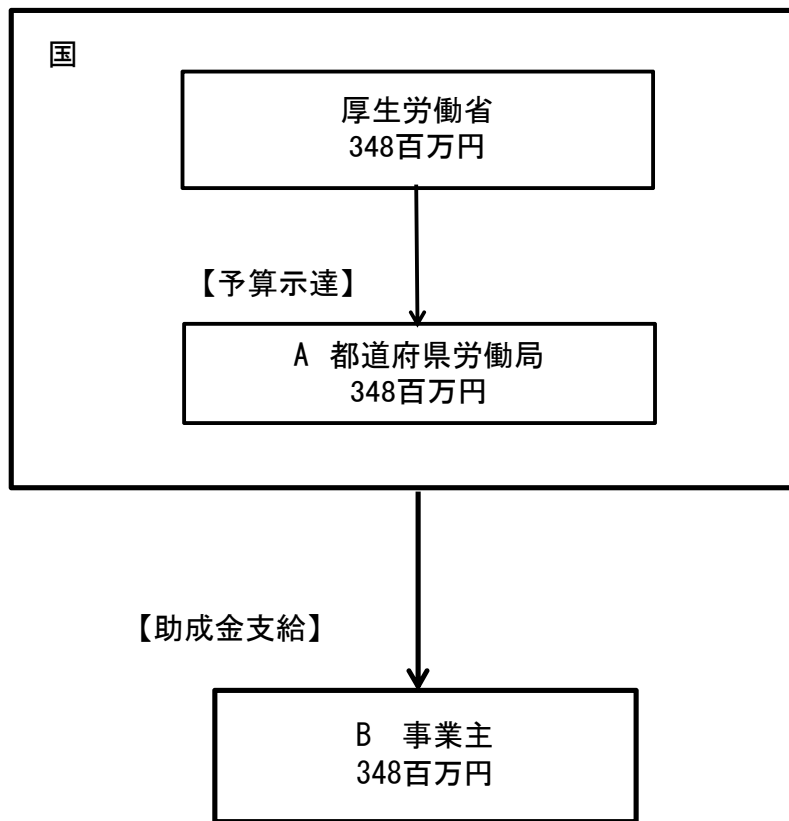 国
厚生労働省
348百万円
【予算示達】
A 都道府県労働局
348百万円
【助成金支給】
B 事業主
348百万円